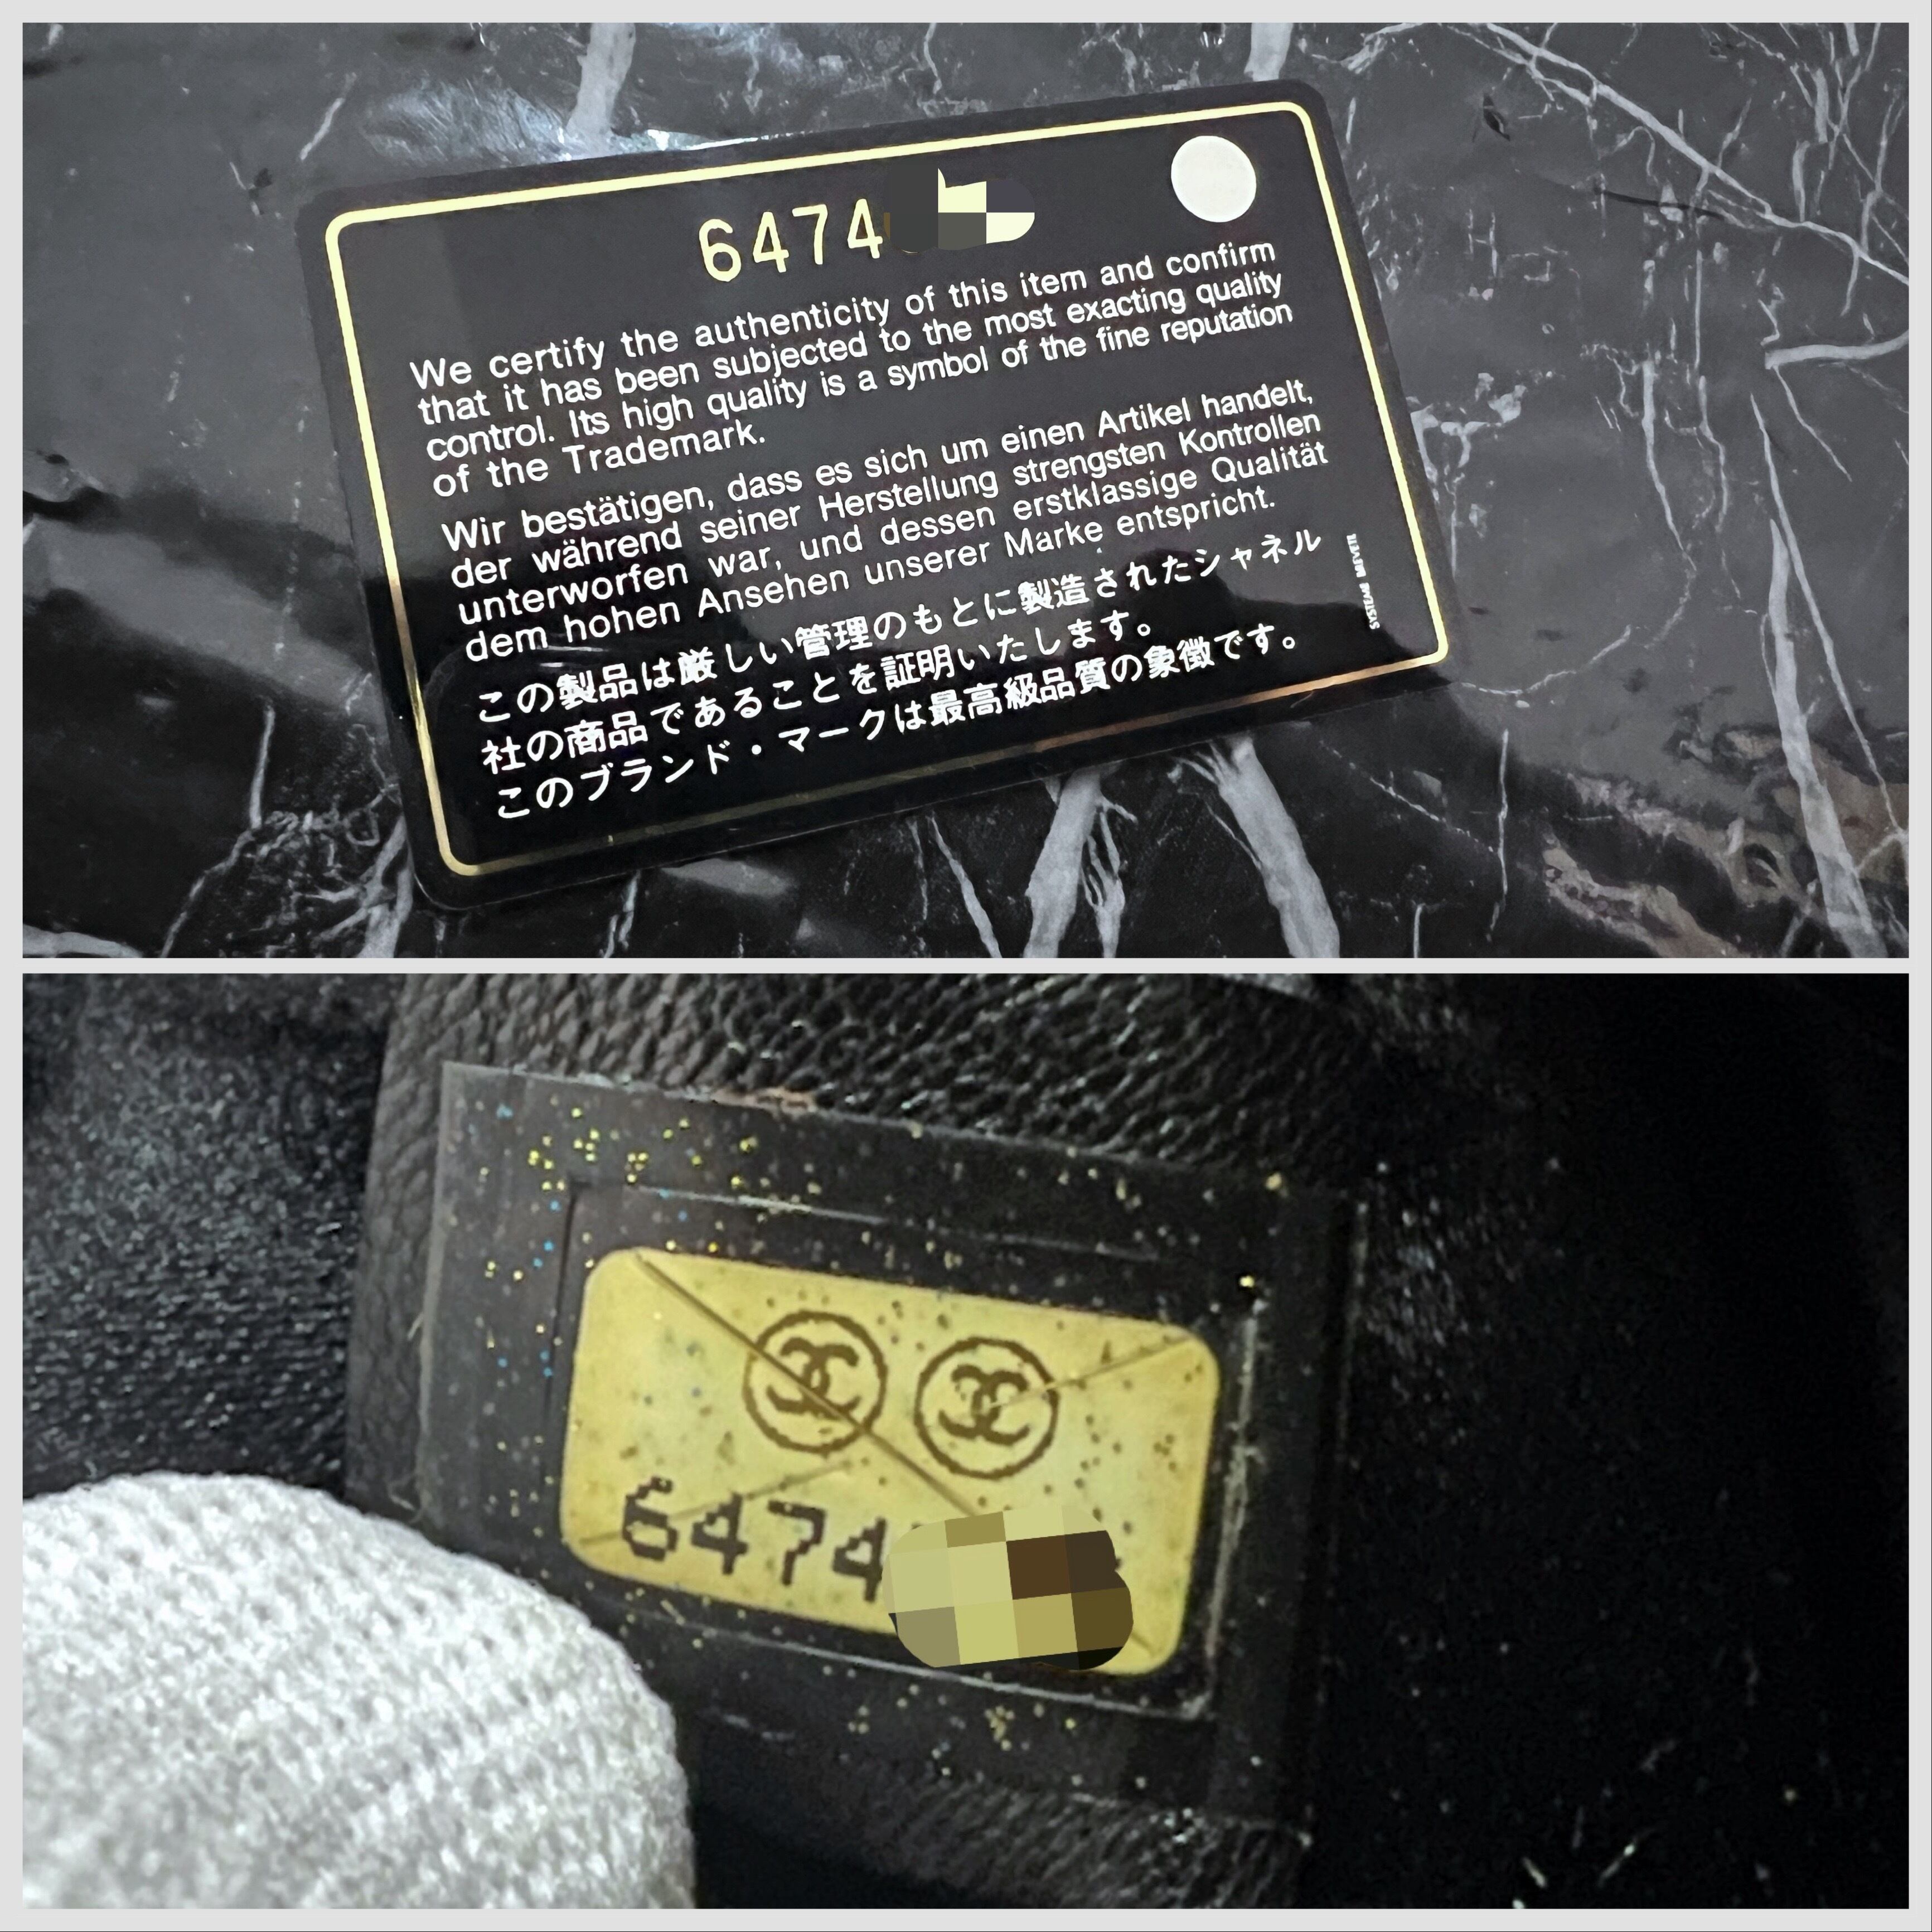 6474
We certify the authenticity of this item and confirm
that it has been subjected to the most exacting quality
control. Its high quality is a symbol of the fine reputation
of the Trademark.
Wir bestätigen, dass es sich um einen Artikel handelt,
der während seiner Herstellung strengsten Kontrollen
unterworfen war, und dessen erstklassige Qualität
dem hohen Ansehen unserer Marke entspricht.
この製品は厳しい管理のもとに製造されたシャネル
社の商品であることを証明いたします。
このブランド・マークは最高級品質の象徴です。
6474